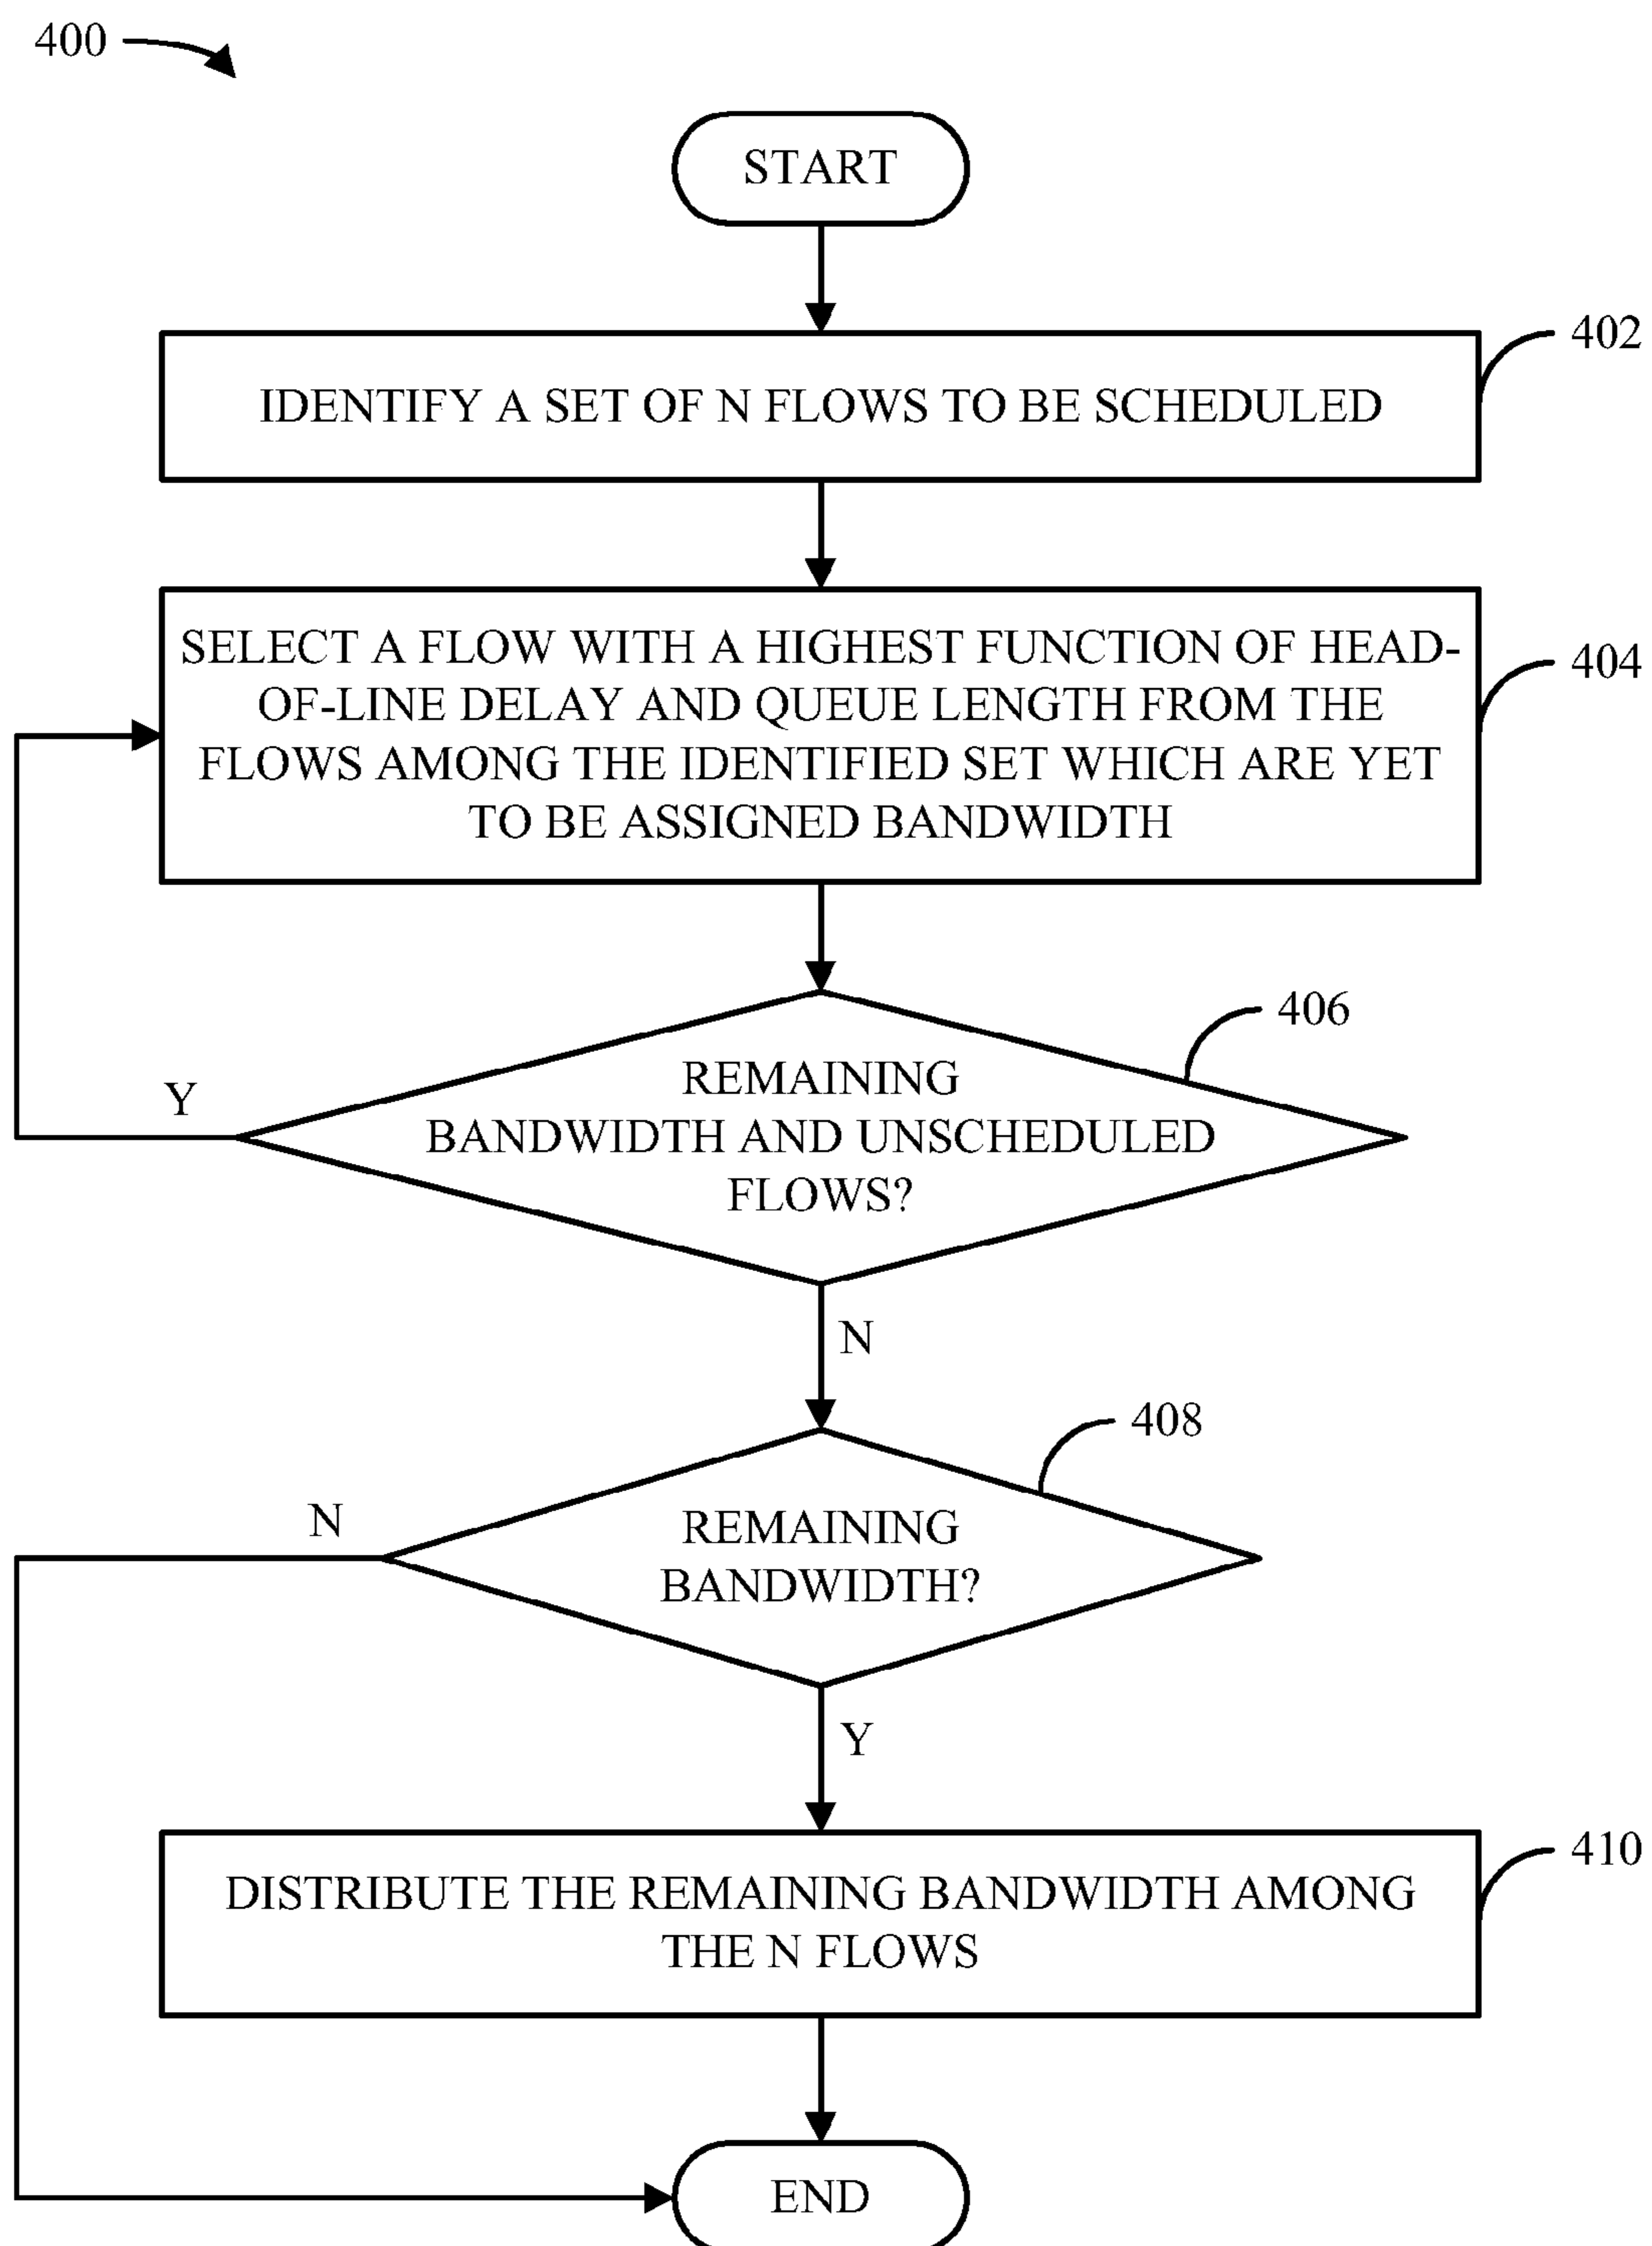 400
START
402
IDENTIFY A SET OF N FLOWS TO BE SCHEDULED
404
SELECT A FLOW WITH A HIGHEST FUNCTION OF HEAD-
OF-LINE DELAY AND QUEUE LENGTH FROM THE
FLOWS AMONG THE IDENTIFIED SET WHICH ARE YET
TO BE ASSIGNED BANDWIDTH
406
REMAINING
BANDWIDTH AND UNSCHEDULED
FLOWS?
Y
N
408
REMAINING
BANDWIDTH?
N
Y
410
DISTRIBUTE THE REMAINING BANDWIDTH AMONG
THE N FLOWS
END